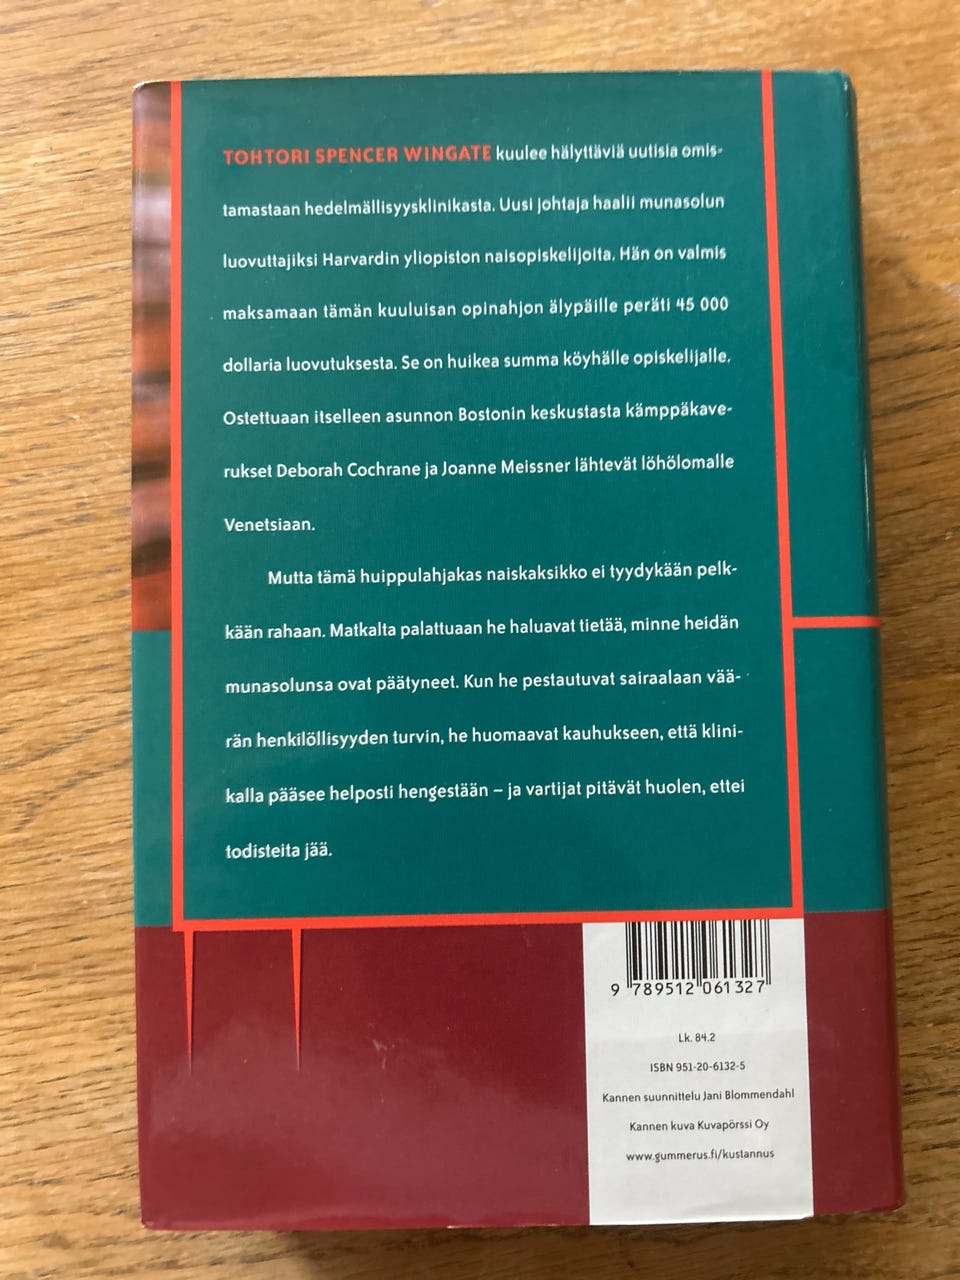 TOHTORI SPENCER WINGATE kuulee hälyttäviä uutisia omis-
tamastaan hedelmällisyysklinikasta. Uusi johtaja haalii munasolun
luovuttajiksi Harvardin yliopiston naisopiskelijoita. Hän on valmis
maksamaan tämän kuuluisan opinahjon älypäille peräti 45 000
dollaria luovutuksesta. Se on huikea summa köyhälle opiskelijalle.
Ostettuaan itselleen asunnon Bostonin keskustasta kämppäkave-
rukset Deborah Cochrane ja Joanne Meissner lähtevät löhölomalle
Venetsiaan.
Mutta tämä huippulahjakas naiskaksikko ei tyydykään pelk-
kään rahaan. Matkalta palattuaan he haluavat tietää, minne heidän
munasolunsa ovat päätyneet. Kun he pestautuvat sairaalaan vää-
rän henkilöllisyyden turvin, he huomaavat kauhukseen, että klini-
kalla pääsee helposti hengestään – ja vartijat pitävät huolen, ettei
todisteita jää.
9 789512 061327
Lk. 84.2
ISBN 951-20-6132-5
Kannen suunnittelu Jani Blommendahl
Kannen kuva Kuvapörssi Oy
www.gummerus.fi/kustannus